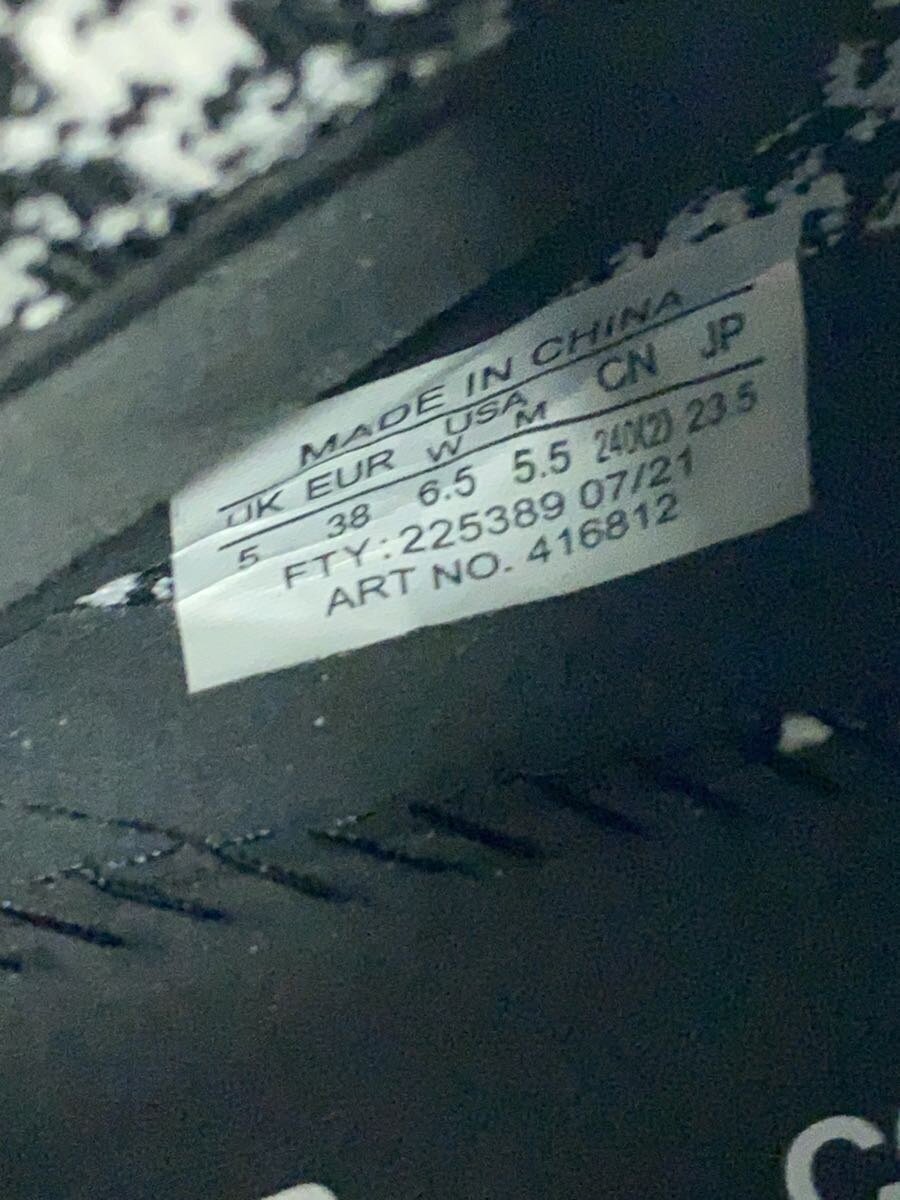 MADE IN CHINA
UK EUR USA CN JP
W M
5 38 6.5 5.5 240(2) 23.5
FTY:225389 07/21
ART NO. 416812